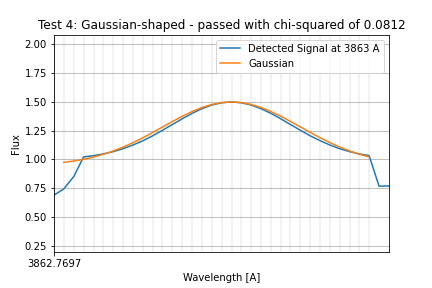 Test 4: Gaussian-shaped - passed with chi-squared of 0.0812
Detected Signal at 3863 A
Gaussian
2.00
1.75
1.50
1.25
1.00
0.75
0.50
0.25
Flux
3862.7697
Wavelength [A]